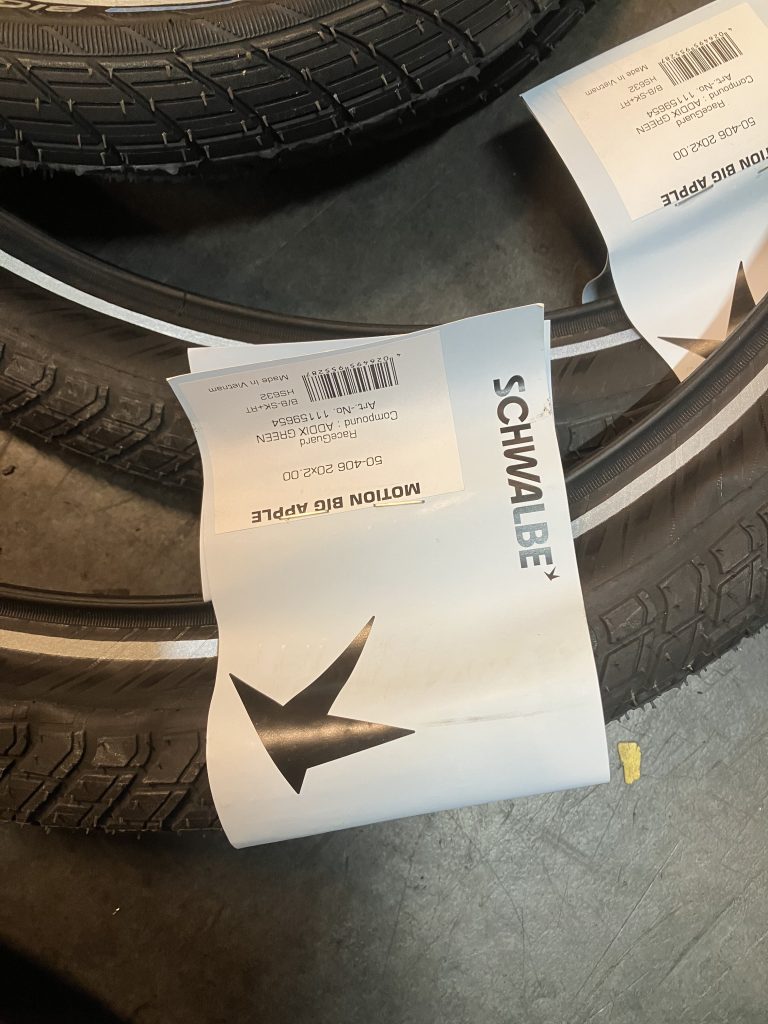 MOTION BIG APPLE
50-406 20x2.00
RaceGuard
Compound : ADDIX GREEN
Art.-No. 11159654
B/B-SK+RT
HS632
Made in Vietnam
4026495955287
SCHWALBE
MOTION BIG APPLE
50-406 20x2.00
RaceGuard
Compound : ADDIX GREEN
Art.-No. 11159654
B/B-SK+RT
HS632
Made in Vietnam
4026495955287